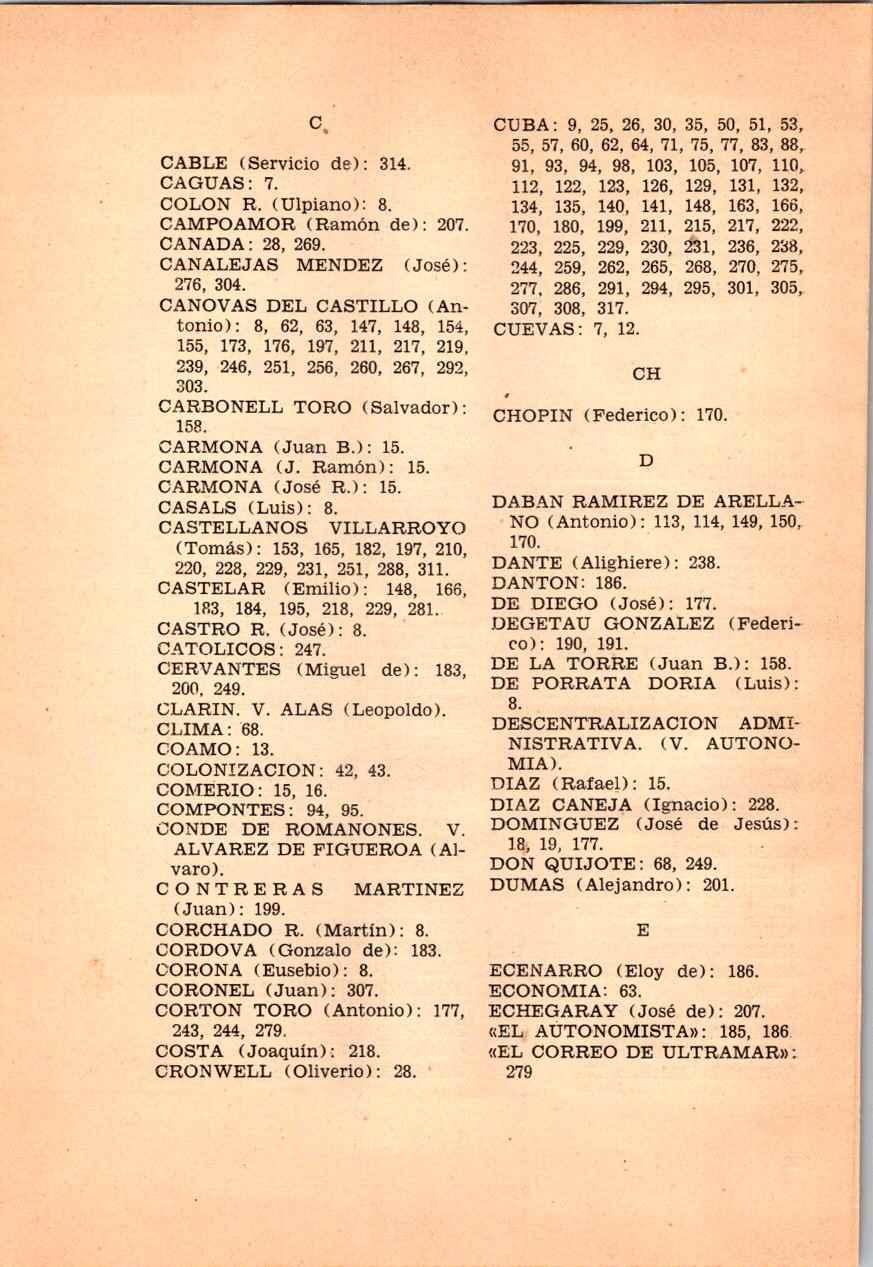 C
CABLE (Servicio de): 314.
CAGUAS: 7.
COLON R. (Ulpiano): 8.
CAMPOAMOR (Ramón de): 207.
CANADA: 28, 269.
CANALEJAS MENDEZ (José):
276, 304.
CANOVAS DEL CASTILLO (An-
tonio): 8, 62, 63, 147, 148, 154,
155, 173, 176, 197, 211, 217, 219,
239, 246, 251, 256, 260, 267, 292,
303.
CARBONELL TORO (Salvador):
158.
CARMONA (Juan B.): 15.
CARMONA (J. Ramón): 15.
CARMONA (José R.): 15.
CASALS (Luis): 8.
CASTELLANOS VILLARROYO
(Tomás): 153, 165, 182, 197, 210,
220, 228, 229, 231, 251, 288, 311.
CASTELAR (Emilio): 148, 166,
183, 184, 195, 218, 229, 281.
CASTRO R. (José): 8.
CATOLICOS: 247.
CERVANTES (Miguel de): 183,
200, 249.
CLARIN. V. ALAS (Leopoldo).
CLIMA: 68.
COAMO: 13.
COLONIZACION: 42, 43.
COMERIO: 15, 16.
COMPONTES: 94, 95.
CONDE DE ROMANONES. V.
ALVAREZ DE FIGUEROA (Al-
varo).
CONTRERAS MARTINEZ
(Juan): 199.
CORCHADO R. (Martín): 8.
CORDOVA (Gonzalo de): 183.
CORONA (Eusebio): 8.
CORONEL (Juan): 307.
CORTON TORO (Antonio): 177,
243, 244, 279.
COSTA (Joaquín): 218.
CRONWELL (Oliverio): 28.
CUBA: 9, 25, 26, 30, 35, 50, 51, 53,
55, 57, 60, 62, 64, 71, 75, 77, 83, 88,
91, 93, 94, 98, 103, 105, 107, 110,
112, 122, 123, 126, 129, 131, 132,
134, 135, 140, 141, 148, 163, 166,
170, 180, 199, 211, 215, 217, 222,
223, 225, 229, 230, 231, 236, 238,
244, 259, 262, 265, 268, 270, 275,
277, 286, 291, 294, 295, 301, 305,
307, 308, 317.
CUEVAS: 7, 12.
CH
CHOPIN (Federico): 170.
D
DABAN RAMIREZ DE ARELLA-
NO (Antonio): 113, 114, 149, 150,
170.
DANTE (Alighiere): 238.
DANTON: 186.
DE DIEGO (José): 177.
DEGETAU GONZALEZ (Federi-
co): 190, 191.
DE LA TORRE (Juan B.): 158.
DE PORRATA DORIA (Luis):
8.
DESCENTRALIZACION ADMI-
NISTRATIVA. (V. AUTONO-
MIA).
DIAZ (Rafael): 15.
DIAZ CANEJA (Ignacio): 228.
DOMINGUEZ (José de Jesús):
18, 19, 177.
DON QUIJOTE: 68, 249.
DUMAS (Alejandro): 201.
E
ECENARRO (Eloy de): 186.
ECONOMIA: 63.
ECHEGARAY (José de): 207.
«EL AUTONOMISTA»: 185, 186
«EL CORREO DE ULTRAMAR»:
279